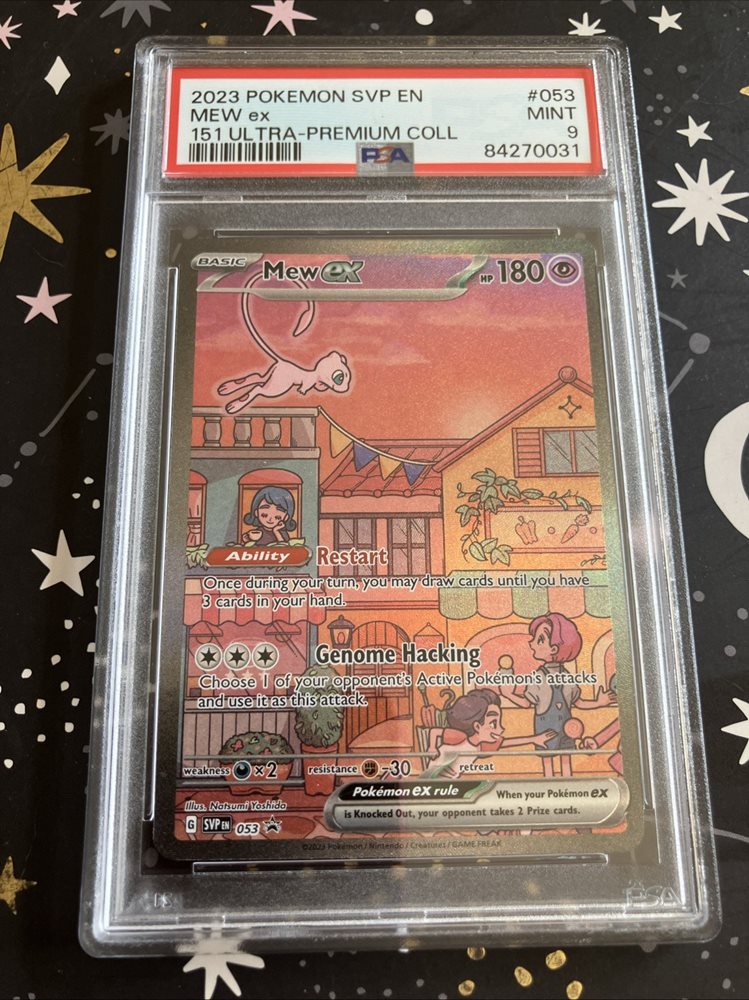 2023 POKEMON SVP EN #053
MEW ex MINT
151 ULTRA-PREMIUM COLL 9
PSA 84270031
BASIC Mew ex HP 180
Ability Restart
Once during your turn, you may draw cards until you have
3 cards in your hand.
Genome Hacking
Choose 1 of your opponent's Active Pokémon's attacks
and use it as this attack.
weakness ×2 resistance -30 retreat
Pokémon ex rule When your Pokémon ex
is Knocked Out, your opponent takes 2 Prize cards.
Illus. Natsumi Yoshida
G SVP EN 053
©2023 Pokémon / Nintendo / Creatures / GAME FREAK
PSA